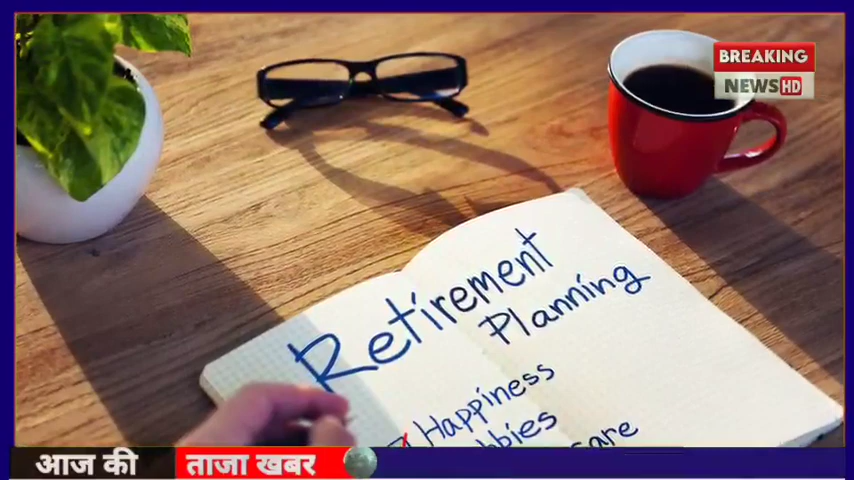 BREAKING
NEWS HD
Retirement
Planning
Happiness
आज की ताजा खबर